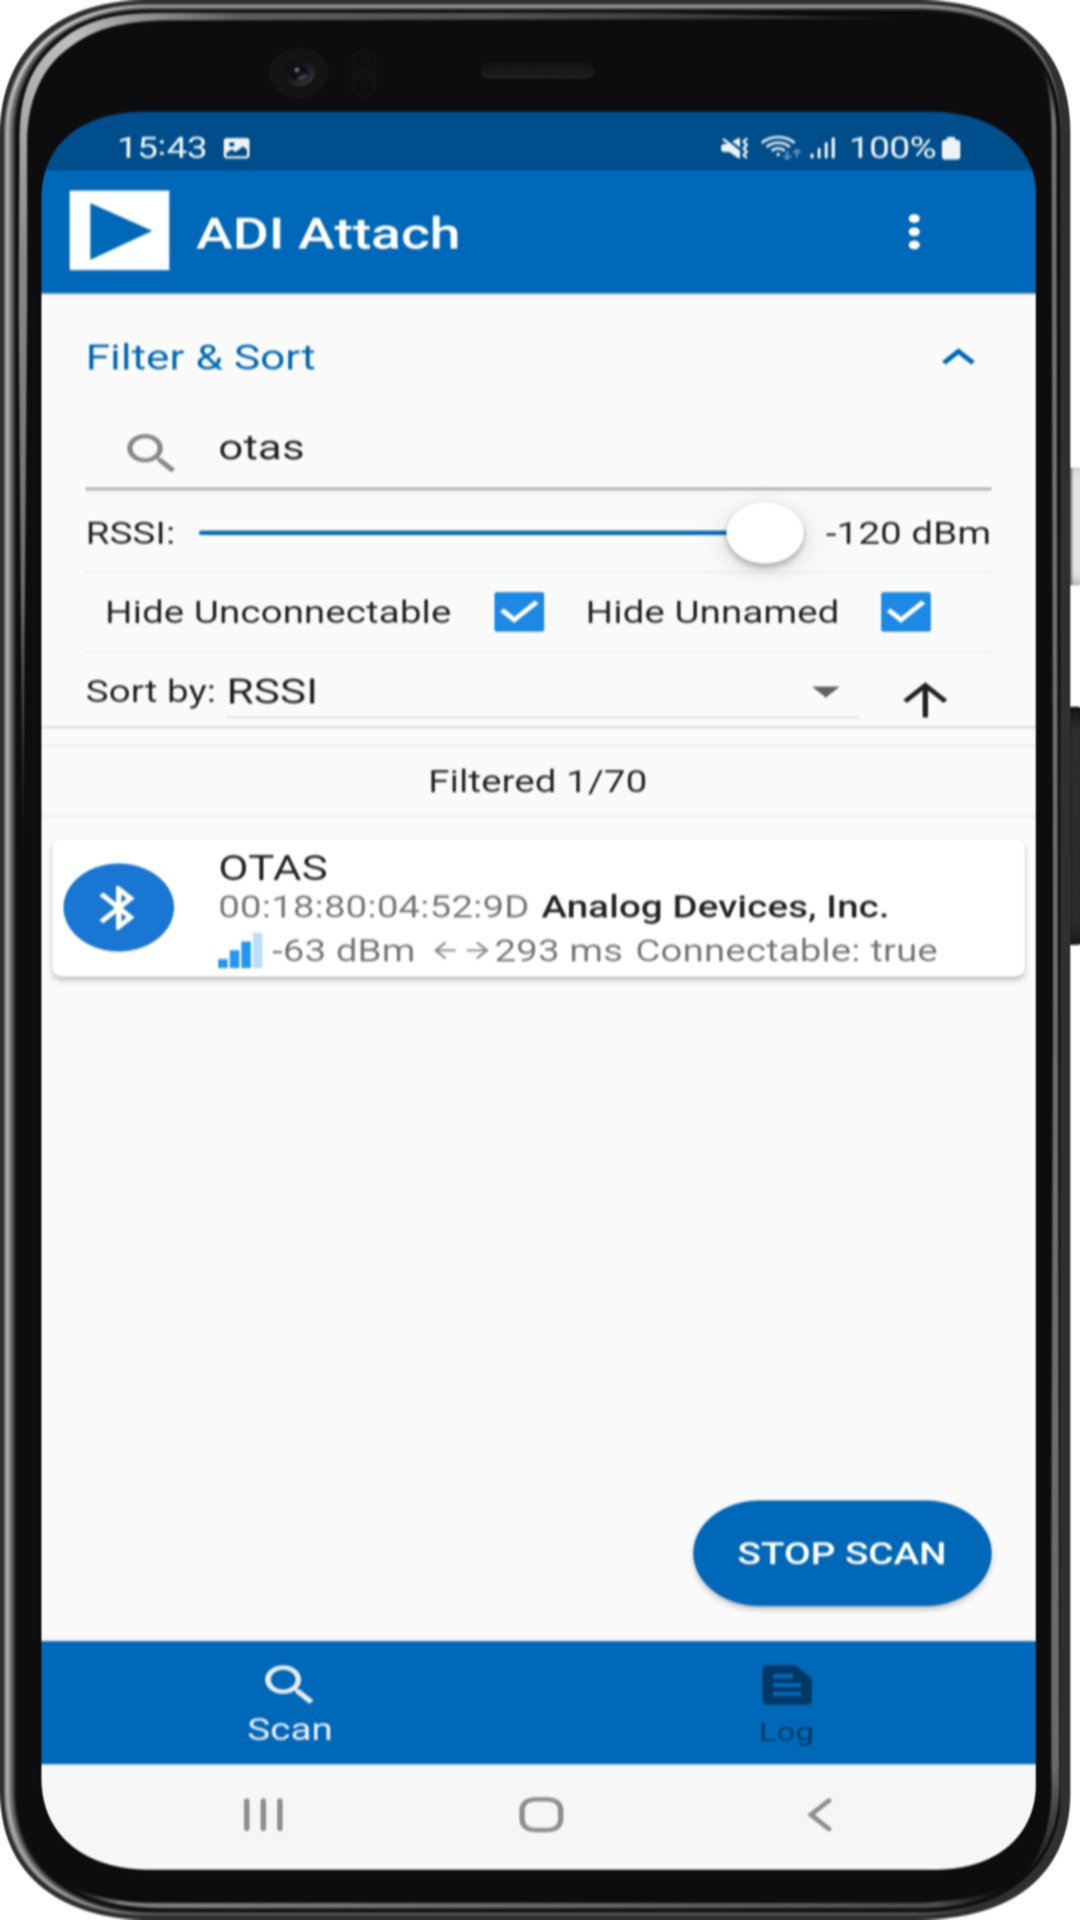 15:43 100%
ADI Attach
Filter & Sort
otas
RSSI: -120 dBm
Hide Unconnectable Hide Unnamed
Sort by: RSSI
Filtered 1/70
OTAS
00:18:80:04:52:9D Analog Devices, Inc.
-63 dBm ←→293 ms Connectable: true
STOP SCAN
Scan Log